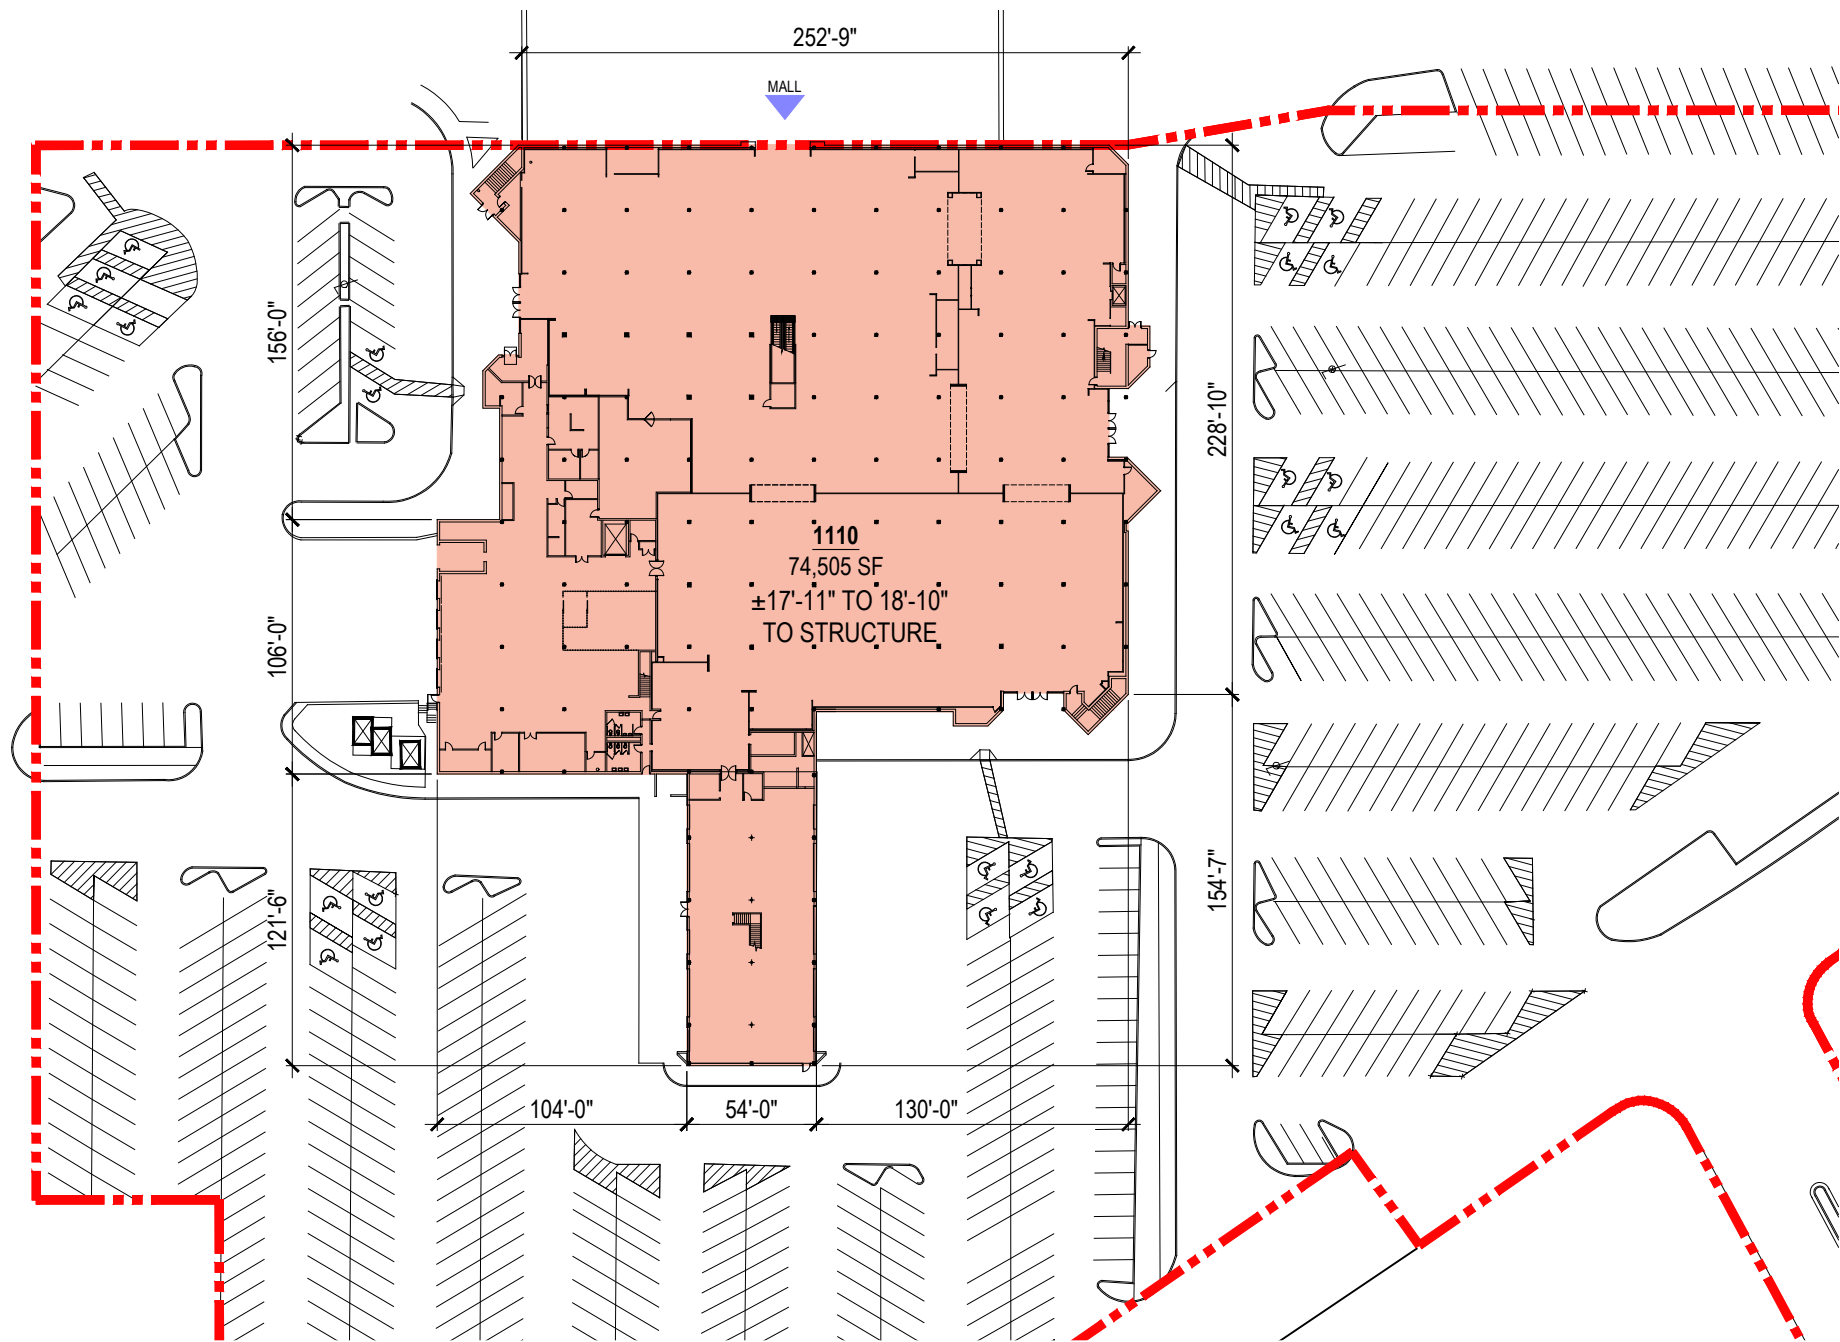 252'-9"
MALL
156'-0"
228'-10"
1110
74,505 SF
±17'-11" TO 18'-10"
TO STRUCTURE
106'-0"
121'-6"
154'-7"
104'-0"
54'-0"
130'-0"